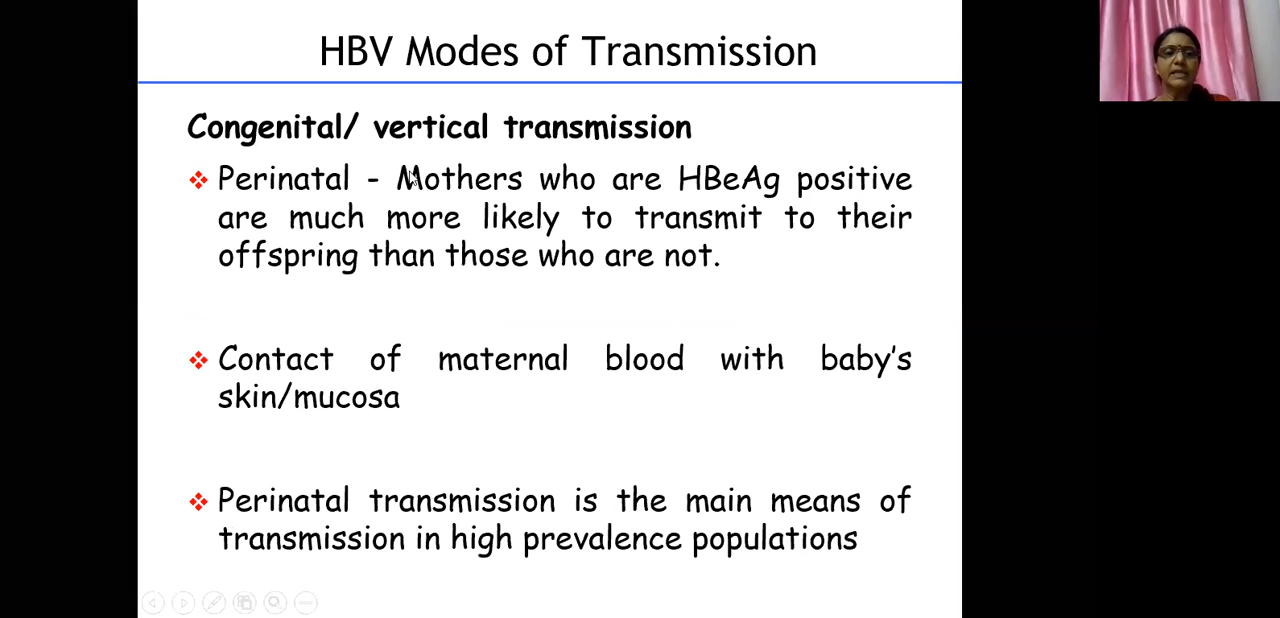 HBV Modes of Transmission
Congenital/ vertical transmission
Perinatal - Mothers who are HBeAg positive
are much more likely to transmit to their
offspring than those who are not.
Contact of maternal blood with baby's
skin/mucosa
Perinatal transmission is the main means of
transmission in high prevalence populations